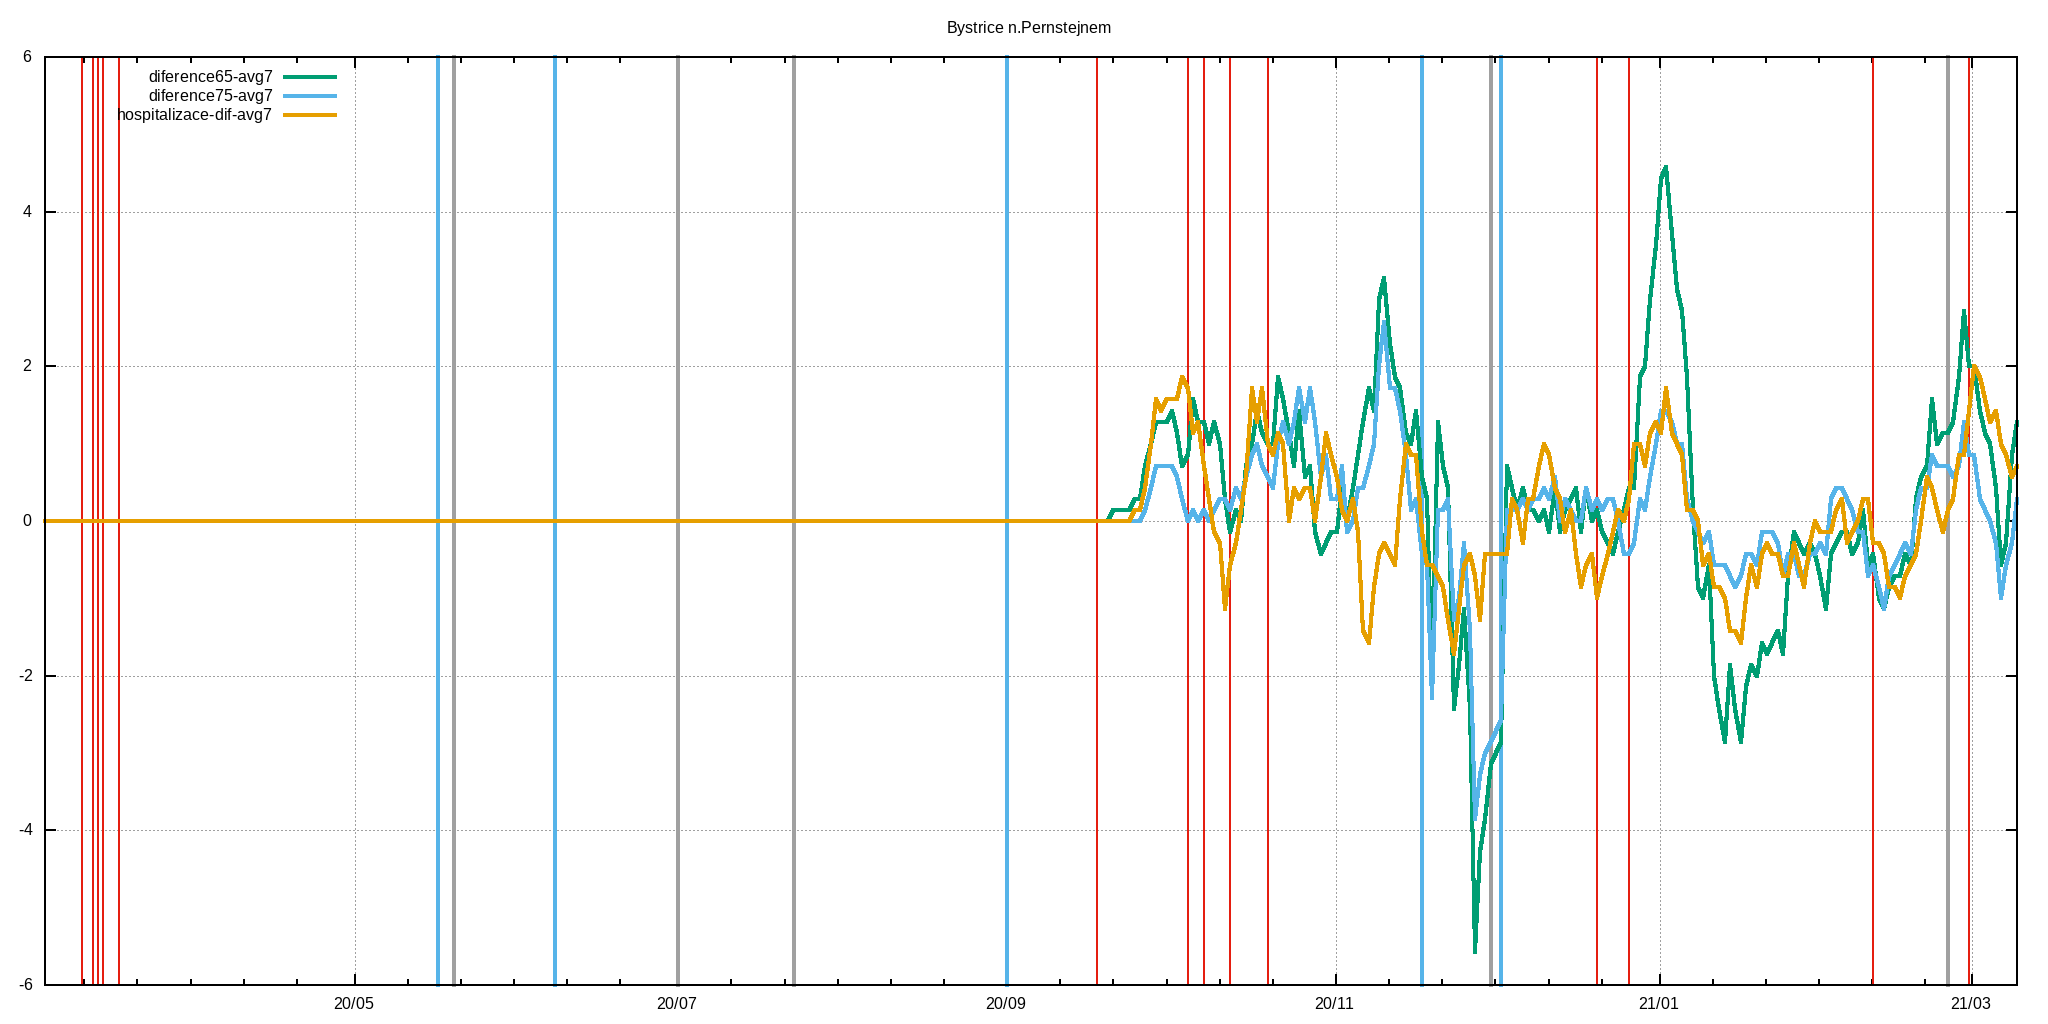 Bystrice n.Pernstejnem
6
diference65-avg7
diference75-avg7
hospitalizace-dif-avg7
4
2
0
-2
-4
-6
20/05 20/07 20/09 20/11 21/01 21/03